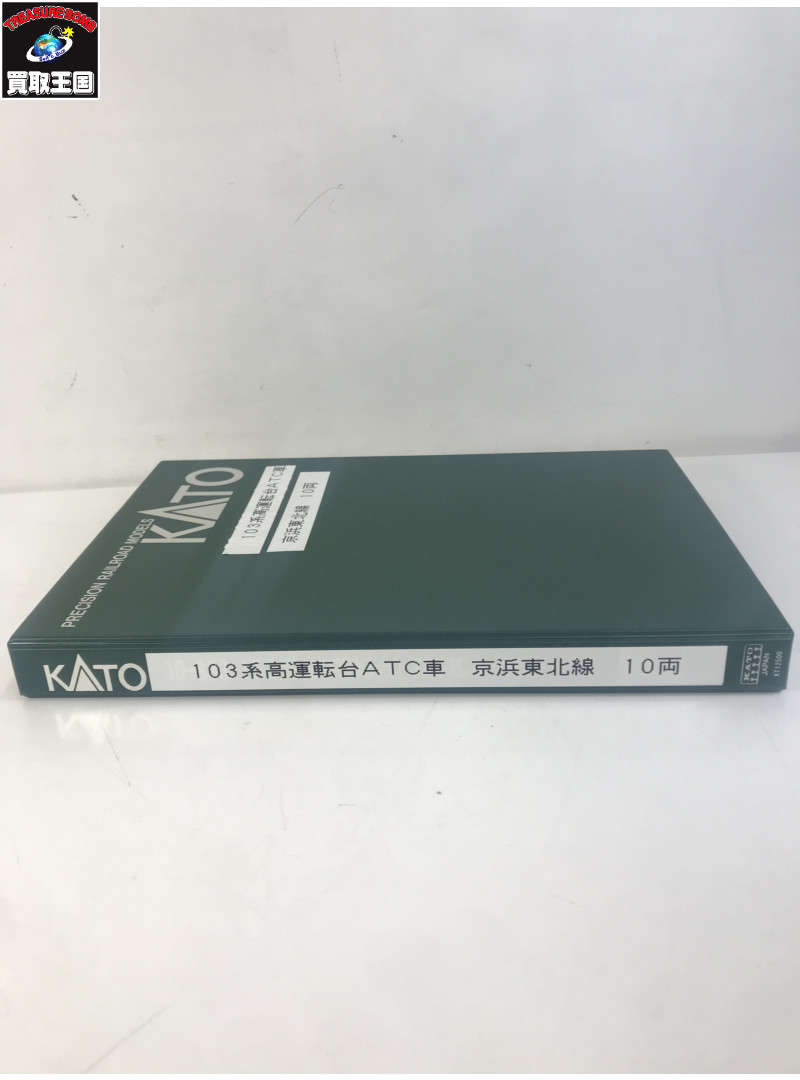 TREASURE BOMB
買取王国
PRECISION RAILROAD MODELS
KATO
103系高運転台ATC車
京浜東北線 10両
KATO
103系高運転台ATC車 京浜東北線 10両
KATO
JAPAN